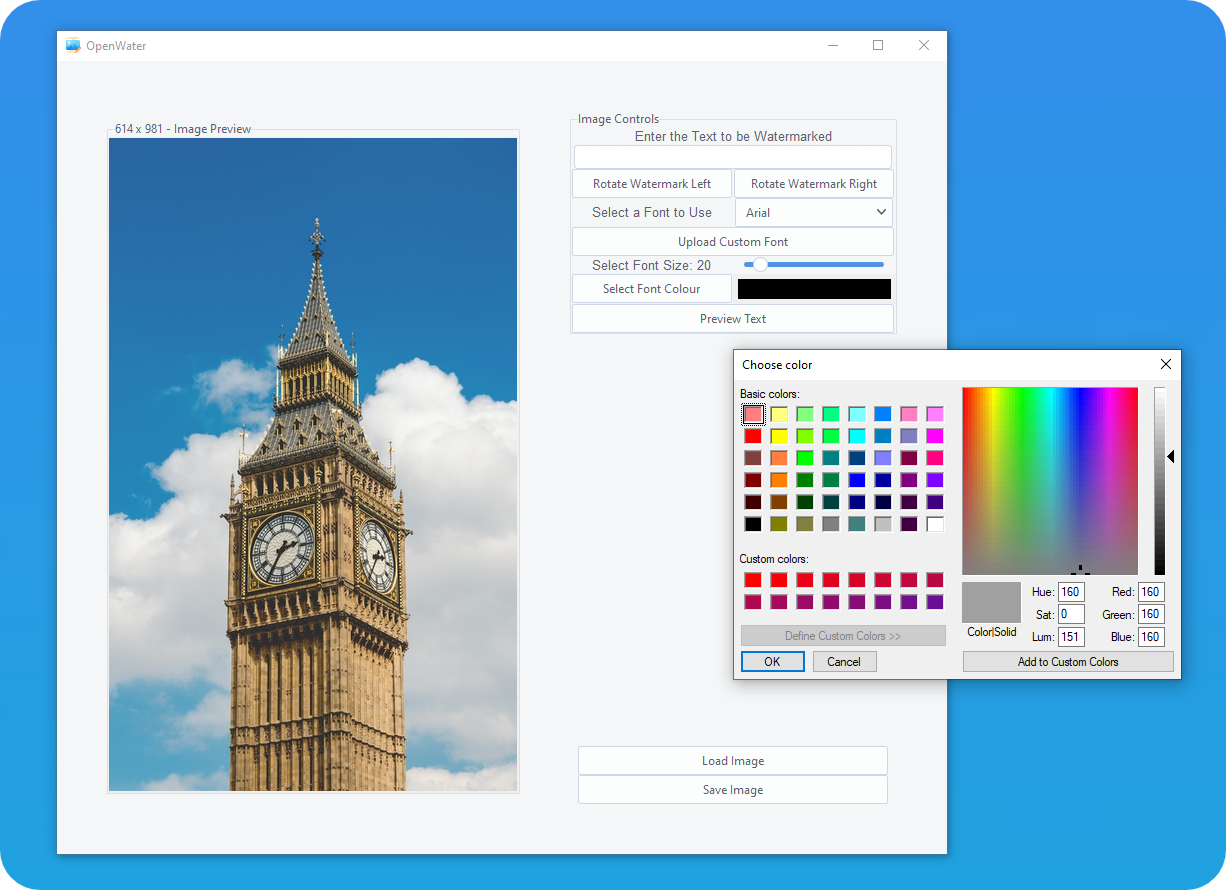 OpenWater
614 x 981 - Image Preview
Image Controls
Enter the Text to be Watermarked
Rotate Watermark Left
Rotate Watermark Right
Select a Font to Use
Arial
Upload Custom Font
Select Font Size: 20
Select Font Colour
Preview Text
Choose color
Basic colors:
Custom colors:
Define Custom Colors >>
OK
Cancel
Color|Solid
Hue: 160
Sat: 0
Lum: 151
Red: 160
Green: 160
Blue: 160
Add to Custom Colors
Load Image
Save Image